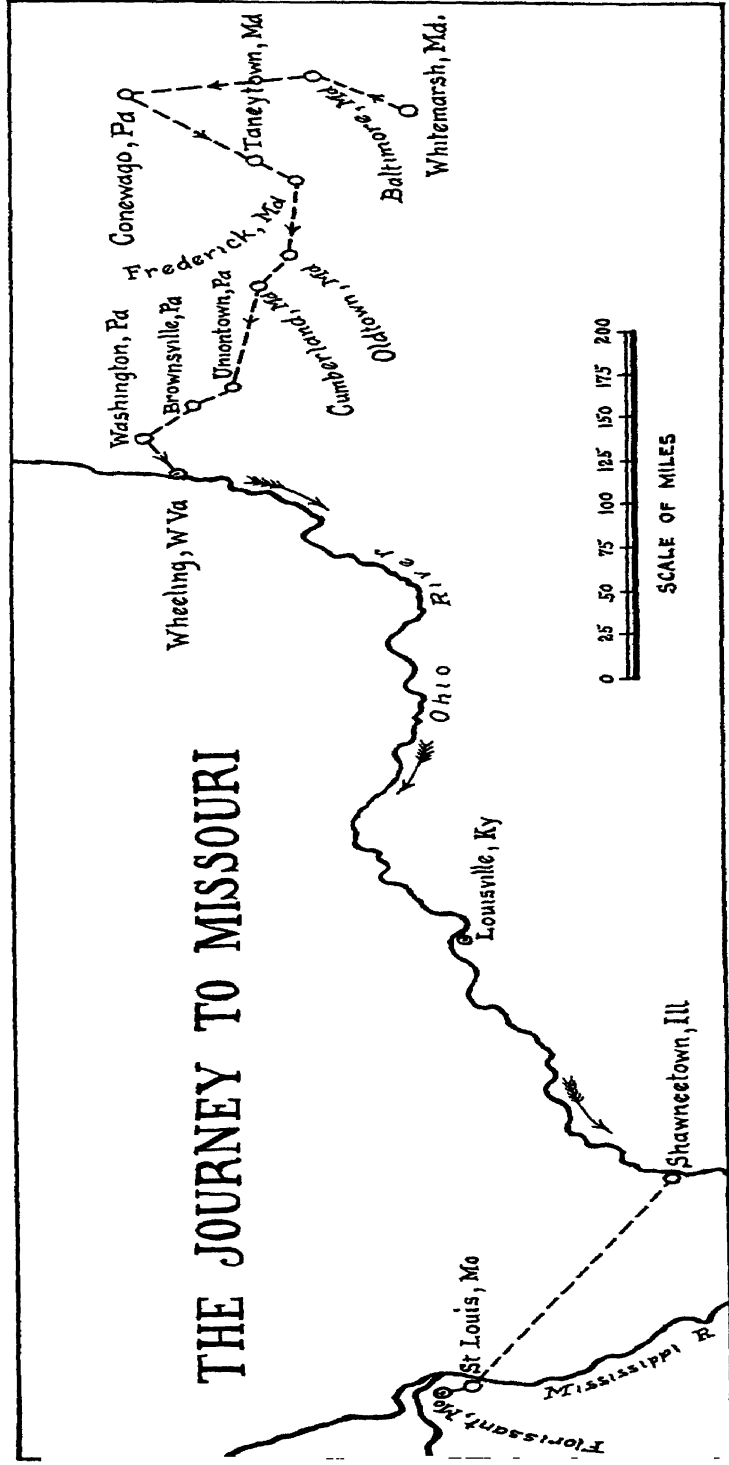 THE JOURNEY TO MISSOURI
Whitemarsh, Md.
Baltimore, Md
Conewago, Pa
Taneytown, Md
Frederick, Md
Oldtown, Md
Cumberland, Md
Uniontown, Pa
Brownsville, Pa
Washington, Pa
Wheeling, W Va
Ohio River
Louisville, Ky
Shawneetown, Ill
St Louis, Mo
Florissant, Mo
Mississippi R
0 25 50 75 100 125 150 175 200
SCALE OF MILES